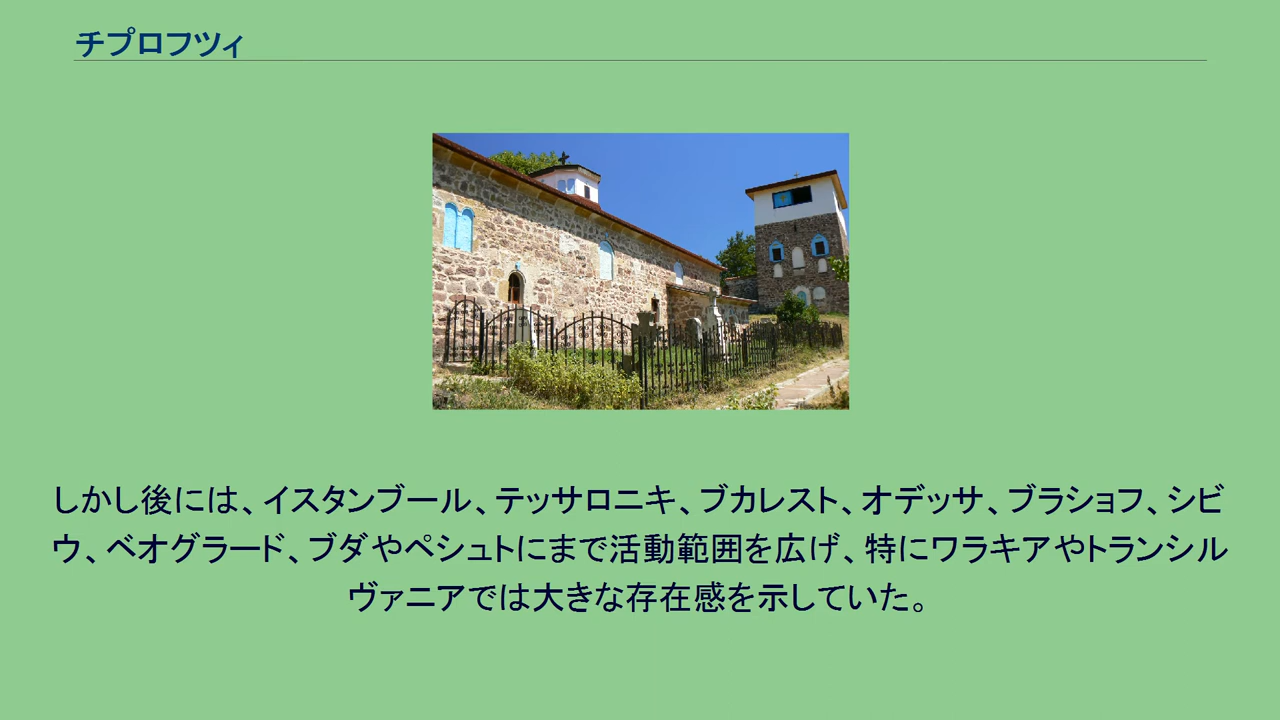 チプロフツィ
しかし後には、イスタンブール、テッサロニキ、ブカレスト、オデッサ、ブラショフ、シビ
ウ、ベオグラード、ブダやペシュトにまで活動範囲を広げ、特にワラキアやトランシル
ヴァニアでは大きな存在感を示していた。